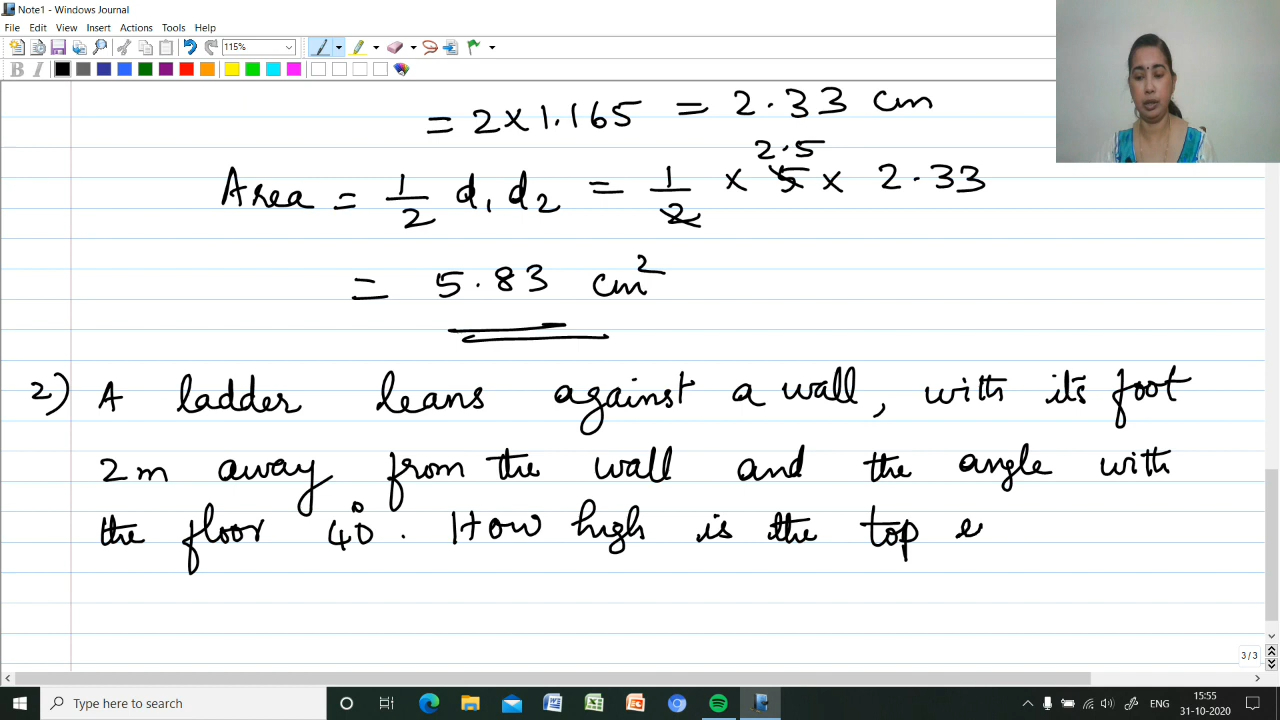 Note1 - Windows Journal
File Edit View Insert Actions Tools Help
115%
B I
= 2 × 1.165 = 2.33 cm
2.5
Area = 1/2 d1 d2 = 1/2 × 5 × 2.33
= 5.83 cm²
2) A ladder leans against a wall, with its foot
2m away from the wall and the angle with
the floor 40°. How high is the top e
3/3
Type here to search
ENG
15:55
31-10-2020